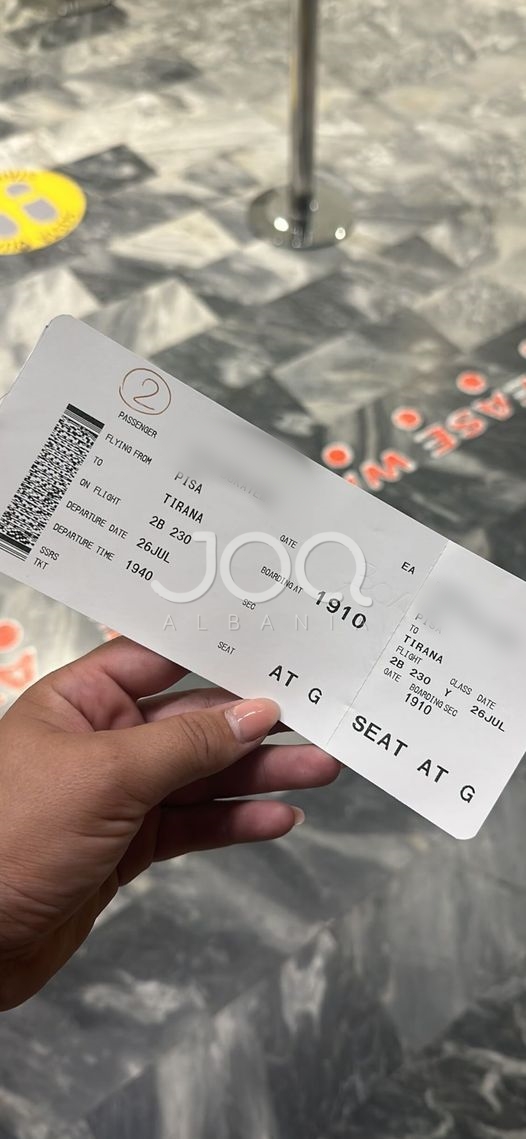 2
PASSENGER
FLYING FROM PISA
TO TIRANA
ON FLIGHT 2B 230
DEPARTURE DATE 26JUL
DEPARTURE TIME 1940
SSRS
TKT
GATE
BOARDING AT 1910
SEC
SEAT AT G
EA
PISA
TO
TIRANA
FLIGHT CLASS DATE
2B 230 Y 26JUL
GATE BOARDING SEC
1910
SEAT AT G
JOQ
ALBANIA
EASE W